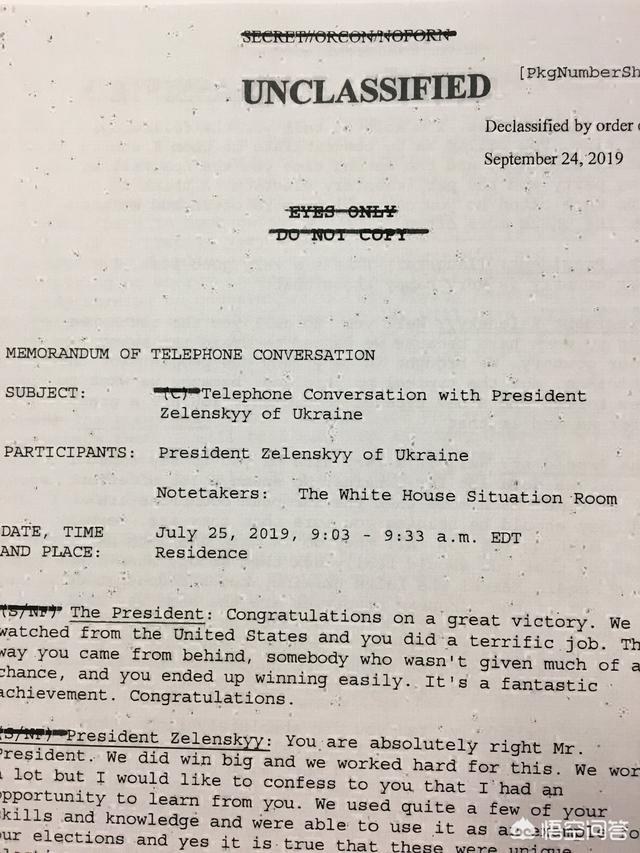 SECRET//ORCON/NOFORN
UNCLASSIFIED
[PkgNumberSh
Declassified by order
September 24, 2019
EYES ONLY
DO NOT COPY
MEMORANDUM OF TELEPHONE CONVERSATION
SUBJECT: (C) Telephone Conversation with President
Zelenskyy of Ukraine
PARTICIPANTS: President Zelenskyy of Ukraine
Notetakers: The White House Situation Room
DATE, TIME July 25, 2019, 9:03 - 9:33 a.m. EDT
AND PLACE: Residence
(S/NF) The President: Congratulations on a great victory. We
watched from the United States and you did a terrific job. Th
way you came from behind, somebody who wasn't given much of a
chance, and you ended up winning easily. It's a fantastic
achievement. Congratulations.
(S/NF) President Zelenskyy: You are absolutely right Mr.
President. We did win big and we worked hard for this. We wor
a lot but I would like to confess to you that I had an
opportunity to learn from you. We used quite a few of your
skills and knowledge and were able to use it as
our elections and yes it is true that these were unique
悟空问答